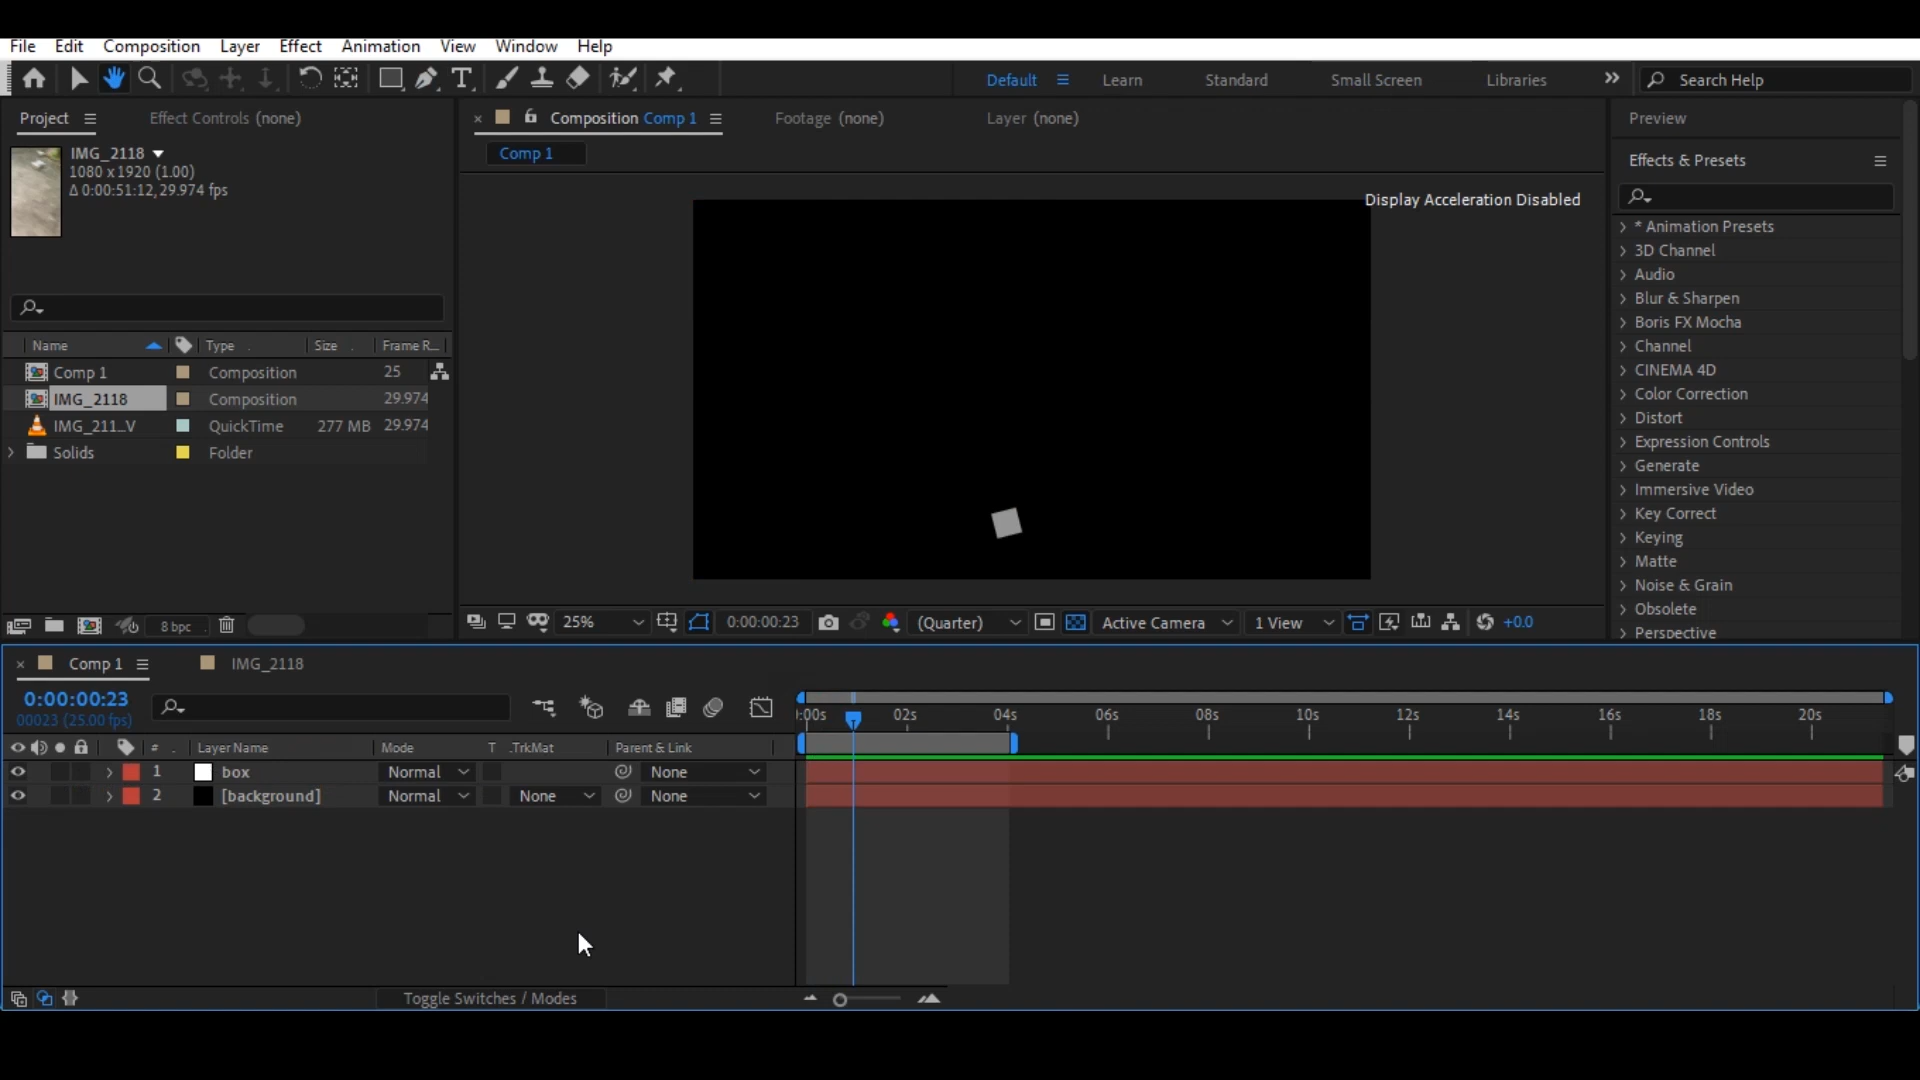 File Edit Composition Layer Effect Animation View Window Help
Default Learn Standard Small Screen Libraries Search Help
Project Effect Controls (none)
IMG_2118
1080 x 1920 (1.00)
Δ 0:00:51:12, 29.974 fps
Name Type Size Frame R...
Comp 1 Composition 25
IMG_2118 Composition 29.974
IMG_211...V QuickTime 277 MB 29.974
Solids Folder
8 bpc
Composition Comp 1 Footage (none) Layer (none)
Comp 1
Display Acceleration Disabled
25% 0:00:00:23 (Quarter) Active Camera 1 View +0.0
Preview
Effects & Presets
* Animation Presets
3D Channel
Audio
Blur & Sharpen
Boris FX Mocha
Channel
CINEMA 4D
Color Correction
Distort
Expression Controls
Generate
Immersive Video
Key Correct
Keying
Matte
Noise & Grain
Obsolete
Perspective
Comp 1 IMG_2118
0:00:00:23
00023 (25.00 fps)
:00s 02s 04s 06s 08s 10s 12s 14s 16s 18s 20s
# Layer Name Mode T .TrkMat Parent & Link
1 box Normal None
2 [background] Normal None None
Toggle Switches / Modes